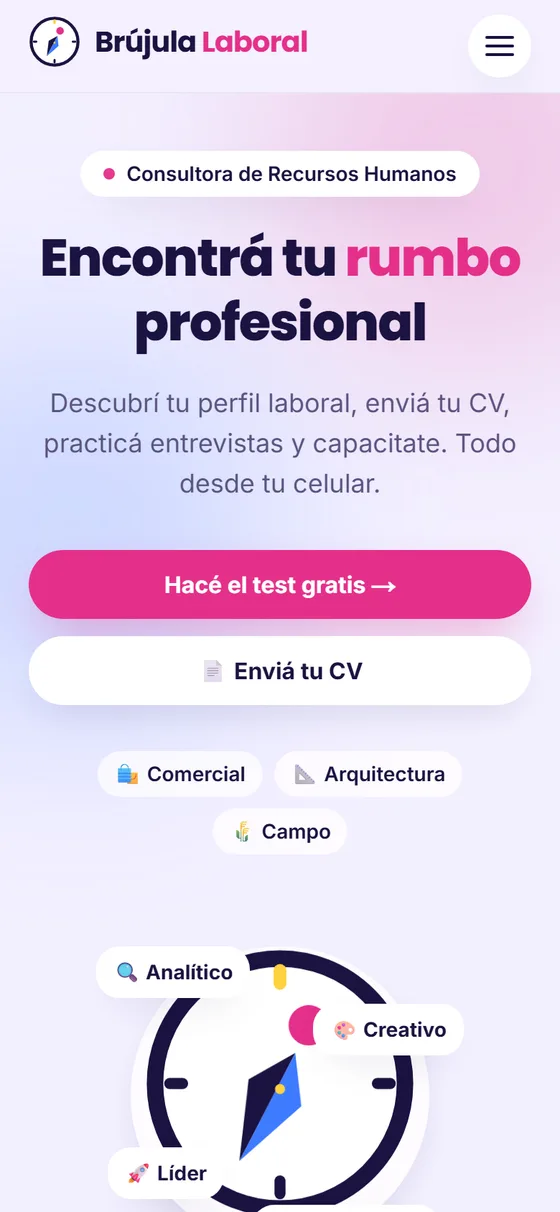 Brújula Laboral
Consultora de Recursos Humanos
Encontrá tu rumbo
profesional
Descubrí tu perfil laboral, enviá tu CV,
practicá entrevistas y capacitate. Todo
desde tu celular.
Hacé el test gratis →
Enviá tu CV
Comercial
Arquitectura
Campo
Analítico
Creativo
Líder